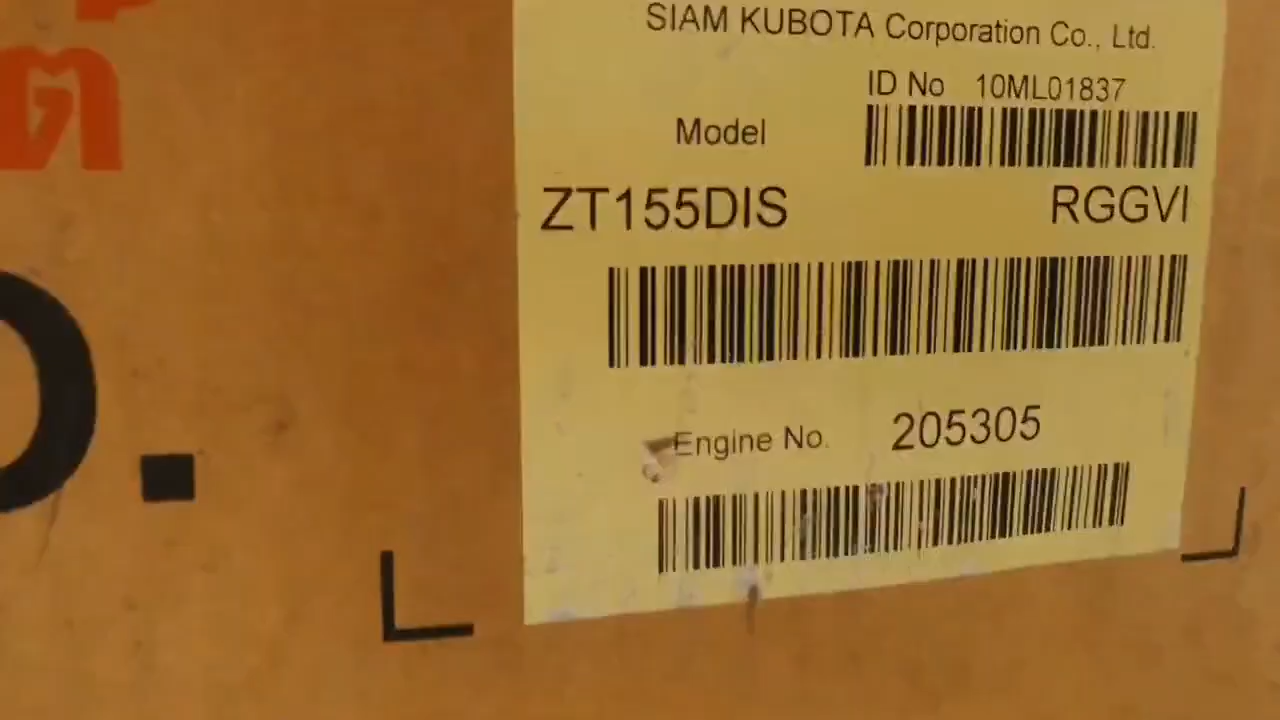 SIAM KUBOTA Corporation Co., Ltd.
ID No 10ML01837
Model
ZT155DIS RGGVI
Engine No. 205305